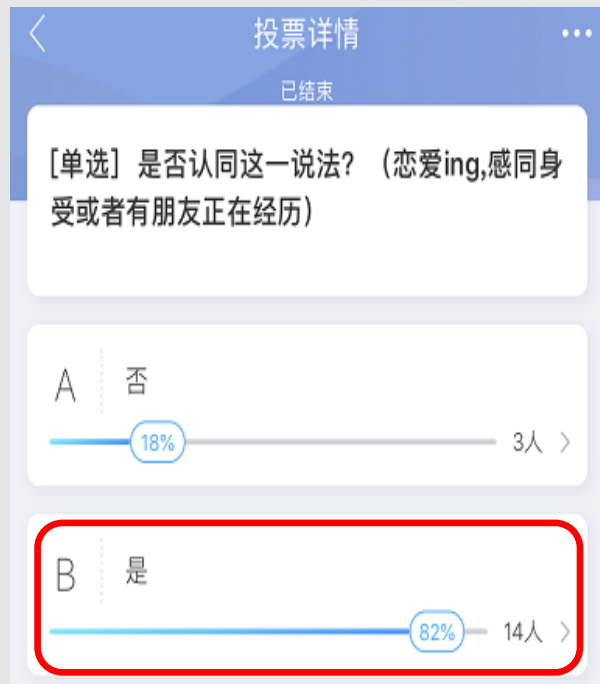 投票详情
已结束
[单选] 是否认同这一说法? (恋爱ing,感同身
受或者有朋友正在经历)
A 否
18% 3人
B 是
82% 14人